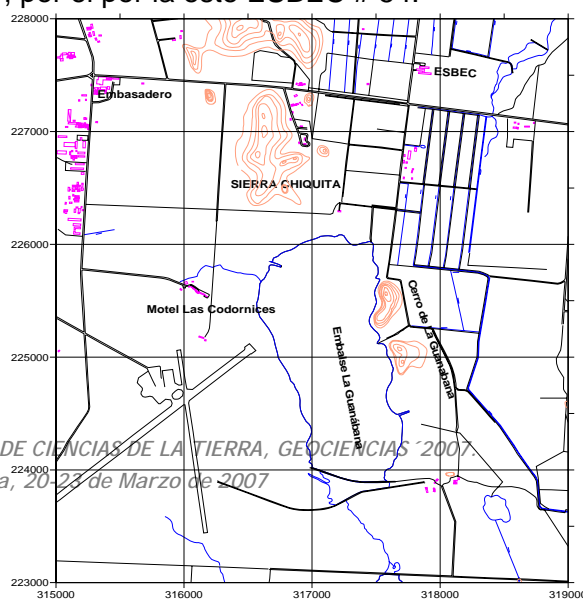 , por el por la este ESBEC # 54.
228000
ESBEC
Embasadero
227000
SIERRA CHIQUITA
226000
Motel Las Codornices
Cerro de La Guanabana
Embalse La Guanábana
225000
DE CIENCIAS DE LA TIERRA, GEOCIENCIAS ´2007.
224000
a, 20-23 de Marzo de 2007
223000
315000 316000 317000 318000 319000